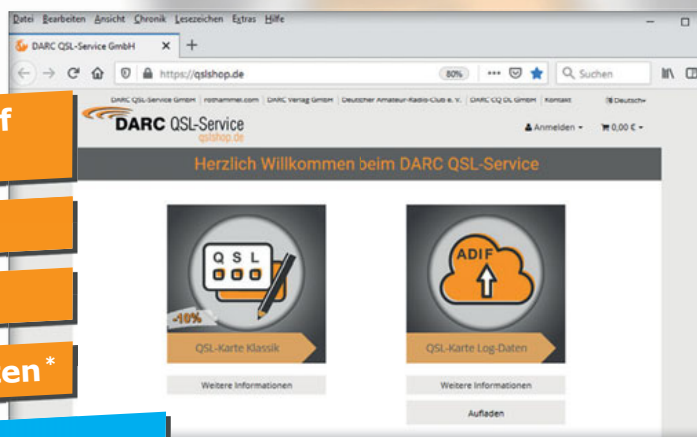 Datei Bearbeiten Ansicht Chronik Lesezeichen Extras Hilfe
DARC QSL-Service GmbH
https://qslshop.de
80%
Suchen
DARC QSL-Service GmbH | rothammel.com | DARC Verlag GmbH | Deutscher Amateur-Radio-Club e. V. | DARC CQ DL GmbH | Kontakt
Deutsch
DARC QSL-Service
qslshop.de
Anmelden
0,00 €
f
Herzlich Willkommen beim DARC QSL-Service
QSL
ADIF
-10%
QSL-Karte Klassik
QSL-Karte Log-Daten
ten*
Weitere Informationen
Weitere Informationen
Aufladen